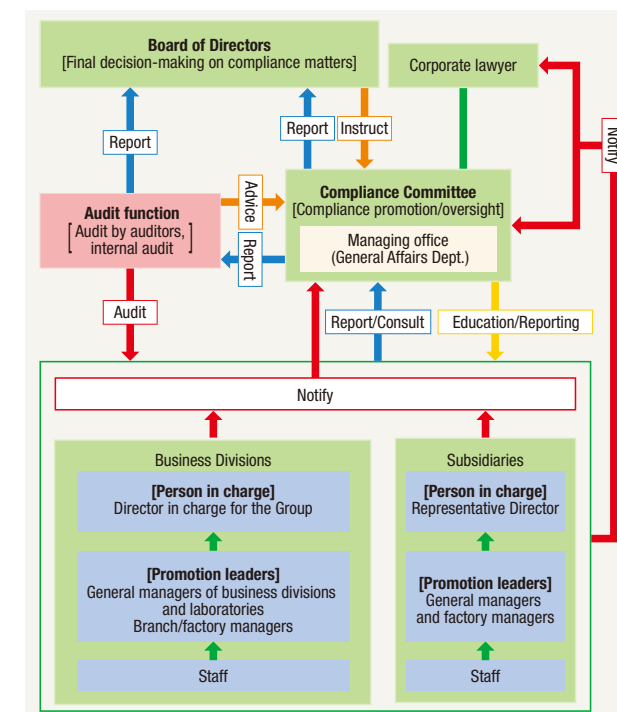 Board of Directors
[Final decision-making on compliance matters]
Corporate lawyer
Notify
Report
Report
Instruct
Audit function
[Audit by auditors,
internal audit]
Advice
Report
Compliance Committee
[Compliance promotion/oversight]
Managing office
(General Affairs Dept.)
Audit
Report/Consult
Education/Reporting
Notify
Business Divisions
[Person in charge]
Director in charge for the Group
[Promotion leaders]
General managers of business divisions
and laboratories
Branch/factory managers
Staff
Subsidiaries
[Person in charge]
Representative Director
[Promotion leaders]
General managers
and factory managers
Staff